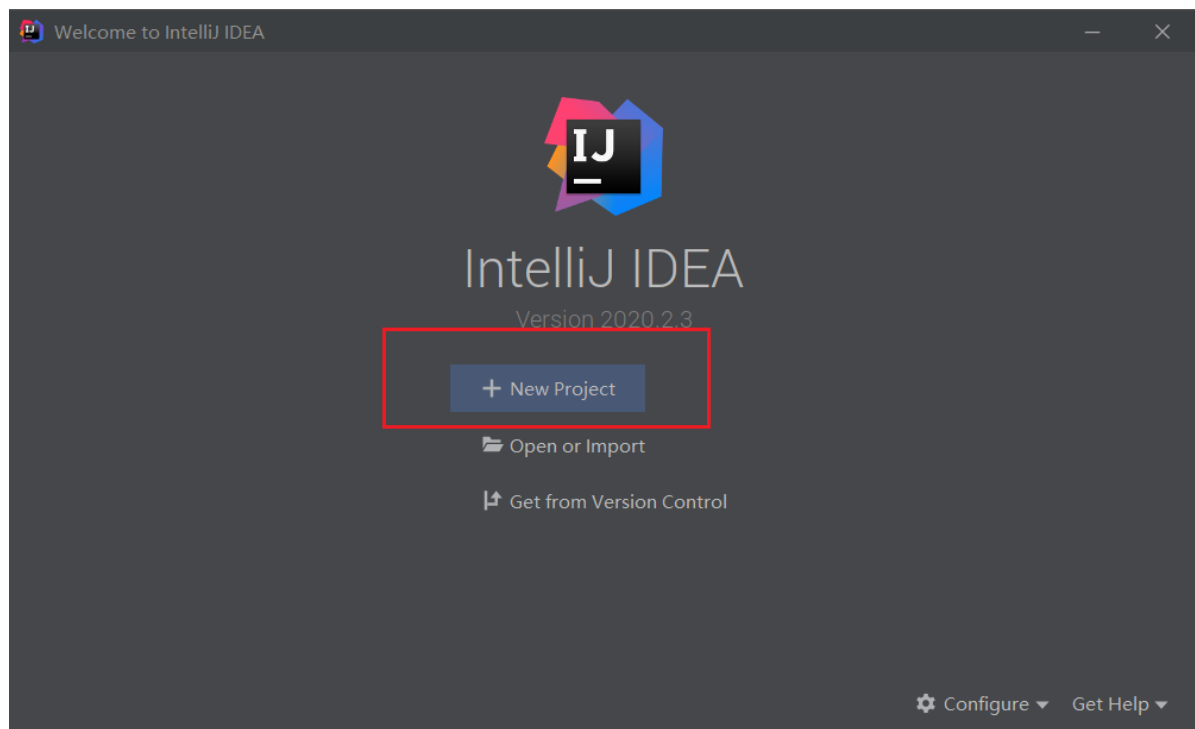 Welcome to IntelliJ IDEA
IJ
IntelliJ IDEA
Version 2020.2.3
New Project
Open or Import
Get from Version Control
Configure Get Help